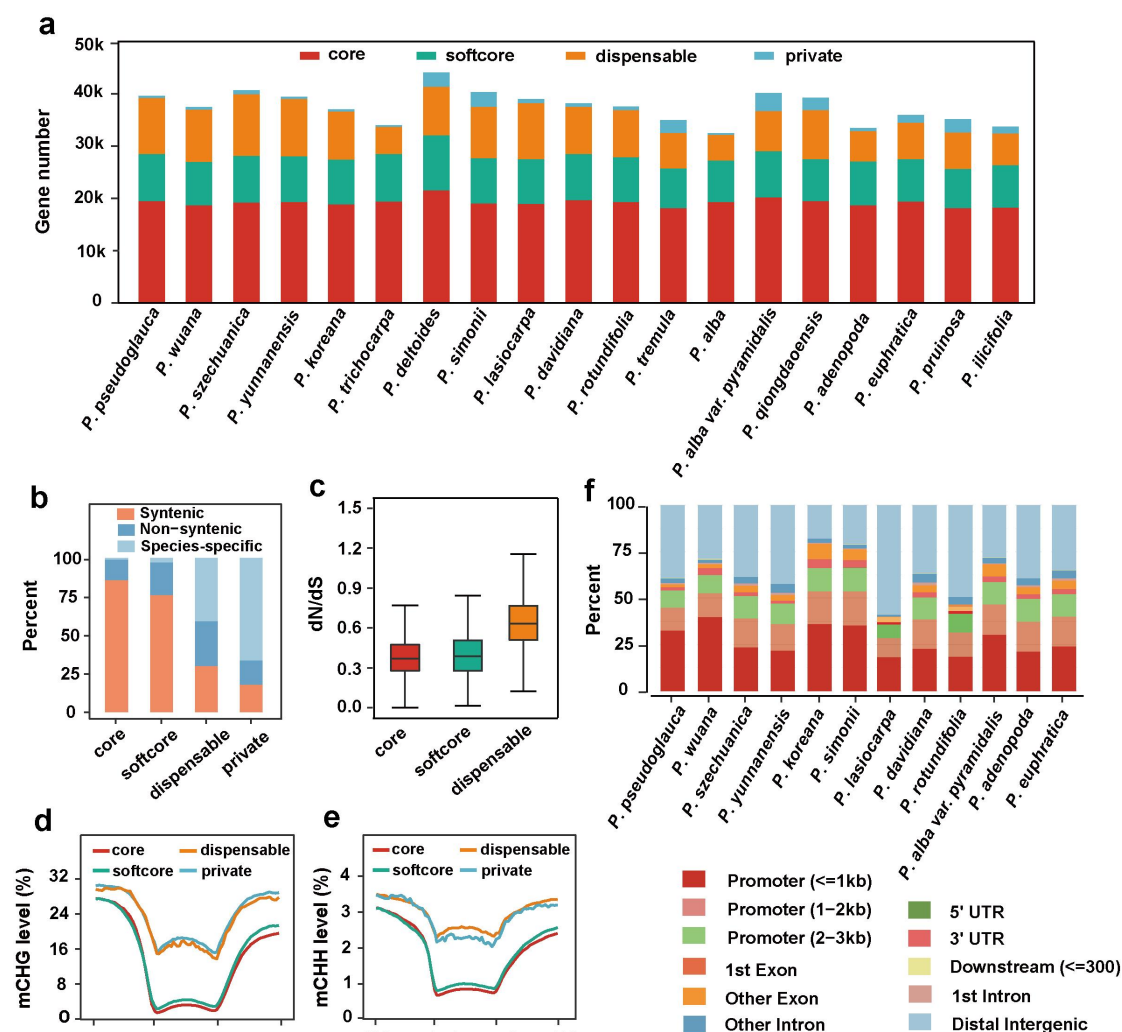 a
core softcore dispensable private
Gene number
50k
40k
30k
20k
10k
0
P. pseudoglauca
P. wuana
P. szechuanica
P. yunnanensis
P. koreana
P. trichocarpa
P. deltoides
P. simonii
P. lasiocarpa
P. davidiana
P. rotundifolia
P. tremula
P. alba
P. alba var. pyramidalis
P. qiongdaoensis
P. adenopoda
P. euphratica
P. pruinosa
P. ilicifolia
b
Syntenic
Non−syntenic
Species-specific
Percent
100
75
50
25
0
core
softcore
dispensable
private
c
dN/dS
1.5
1.2
0.9
0.6
0.3
0.0
core
softcore
dispensable
f
Percent
100
75
50
25
0
P. pseudoglauca
P. wuana
P. szechuanica
P. yunnanensis
P. koreana
P. simonii
P. lasiocarpa
P. davidiana
P. rotundifolia
P. alba var. pyramidalis
P. adenopoda
P. euphratica
d
core dispensable
softcore private
mCHG level (%)
32
24
16
8
0
e
core dispensable
softcore private
mCHH level (%)
4
3
2
1
0
Promoter (<=1kb)
Promoter (1−2kb)
Promoter (2−3kb)
1st Exon
Other Exon
Other Intron
5' UTR
3' UTR
Downstream (<=300)
1st Intron
Distal Intergenic